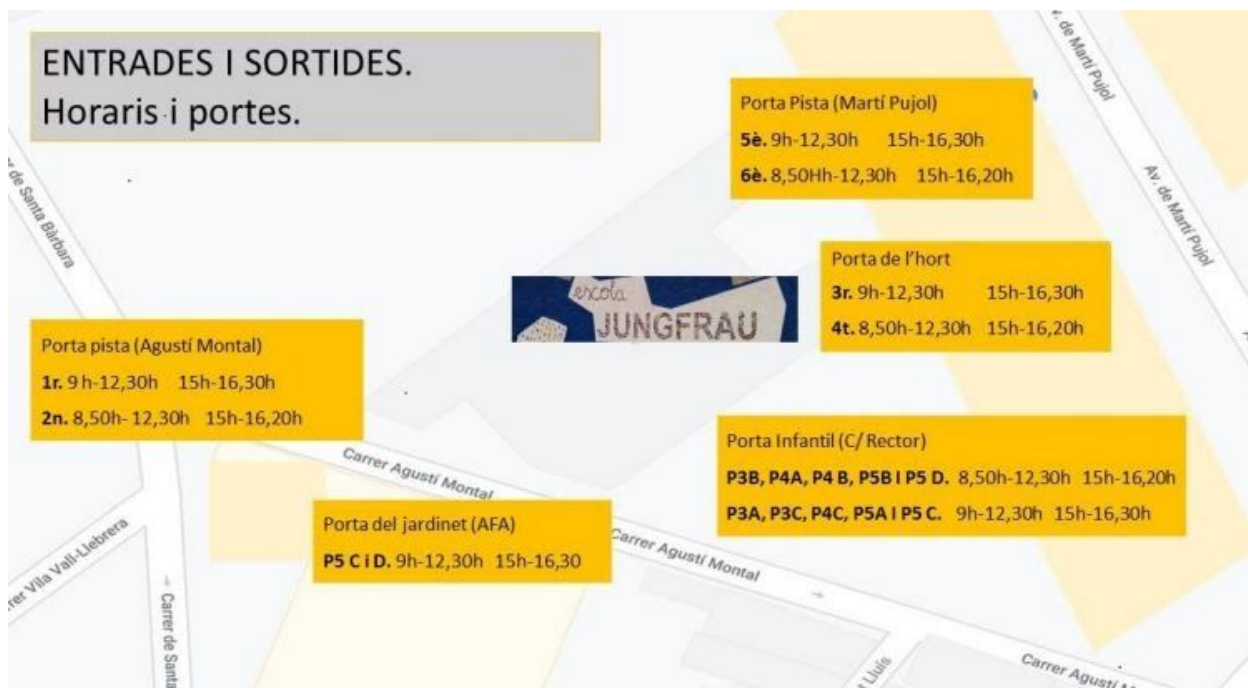 ENTRADES I SORTIDES.
Horaris i portes.
Porta Pista (Martí Pujol)
5è. 9h-12,30h 15h-16,30h
6è. 8,50Hh-12,30h 15h-16,20h
Av. de Martí Pujol
Av. de Martí Pujol
er de Santa Bàrbara
Porta de l'hort
3r. 9h-12,30h 15h-16,30h
4t. 8,50h-12,30h 15h-16,20h
escola
JUNGFRAU
Porta pista (Agustí Montal)
1r. 9 h-12,30h 15h-16,30h
2n. 8,50h- 12,30h 15h-16,20h
Porta Infantil (C/ Rector)
P3B, P4A, P4 B, P5B I P5 D. 8,50h-12,30h 15h-16,20h
P3A, P3C, P4C, P5A I P5 C. 9h-12,30h 15h-16,30h
Carrer Agustí Montal
Porta del jardinet (AFA)
P5 C i D. 9h-12,30h 15h-16,30
Carrer Agustí Montal
rer Vila Vall-Llebrera
→ Carrer de Santa
t Lluís
Carrer Agustí M